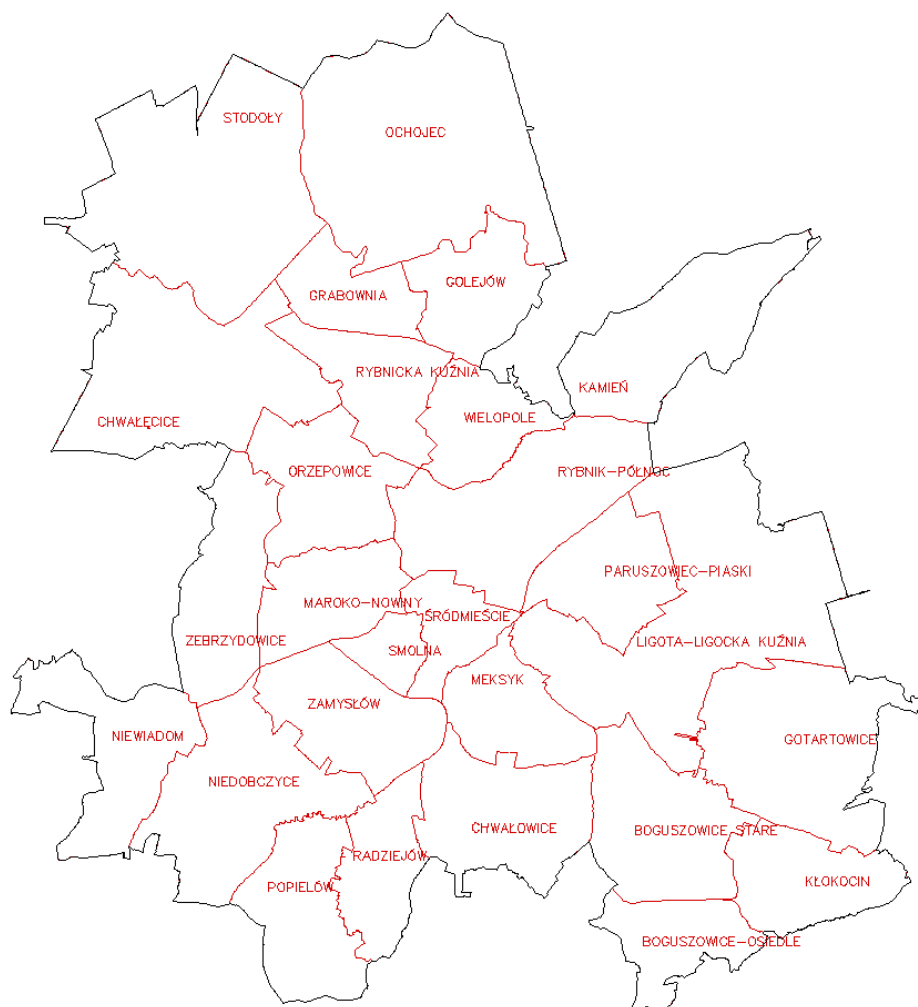 STODOŁY
OCHOJEC
GRABOWNIA
GOLEJÓW
RYBNICKA KUŹNIA
KAMIEŃ
CHWAŁĘCICE
WIELOPOLE
ORZEPOWICE
RYBNIK-PÓŁNOC
PARUSZOWIEC-PIASKI
MAROKO-NOWINY
ŚRÓDMIEŚCIE
ZEBRZYDOWICE
SMOLNA
LIGOTA-LIGOCKA KUŹNIA
MEKSYK
ZAMYSŁÓW
NIEWIADOM
GOTARTOWICE
NIEDOBCZYCE
CHWAŁOWICE
BOGUSZOWICE STARE
RADZIEJÓW
POPIELÓW
KŁOKOCIN
BOGUSZOWICE-OSIEDLE